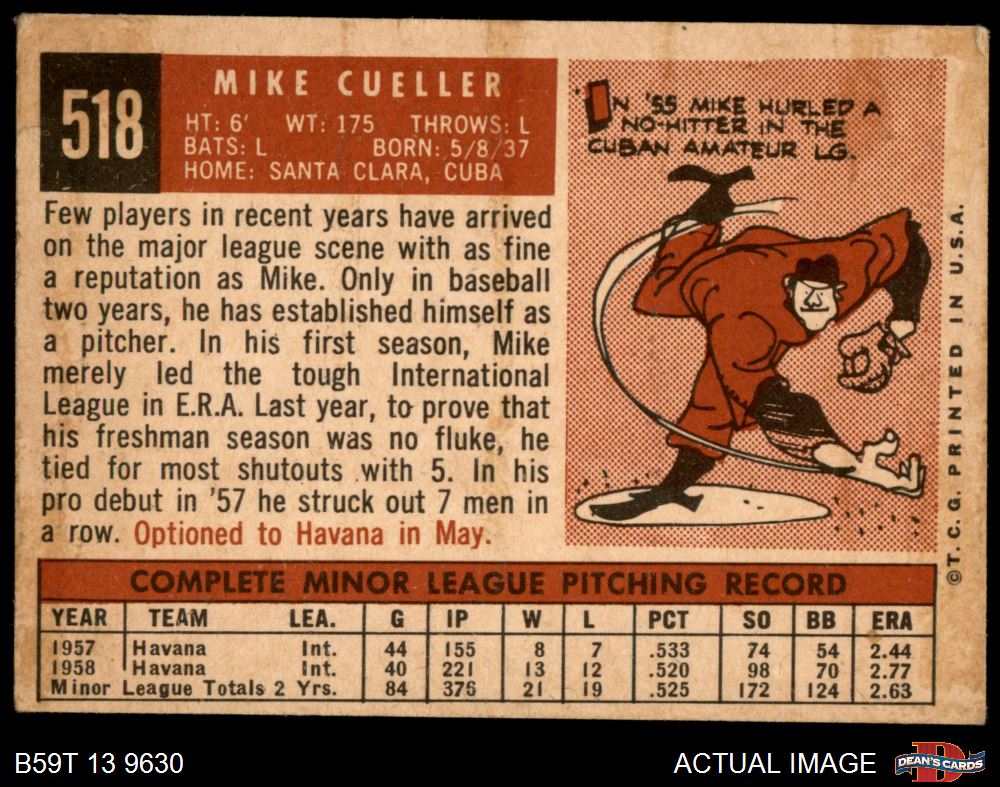 518
MIKE CUELLER
HT: 6' WT: 175 THROWS: L
BATS: L BORN: 5/8/37
HOME: SANTA CLARA, CUBA
IN '55 MIKE HURLED A
NO-HITTER IN THE
CUBAN AMATEUR LG.
Few players in recent years have arrived
on the major league scene with as fine
a reputation as Mike. Only in baseball
two years, he has established himself as
a pitcher. In his first season, Mike
merely led the tough International
League in E.R.A. Last year, to prove that
his freshman season was no fluke, he
tied for most shutouts with 5. In his
pro debut in '57 he struck out 7 men in
a row. Optioned to Havana in May.
©T.C.G. PRINTED IN U.S.A.
COMPLETE MINOR LEAGUE PITCHING RECORD
YEAR TEAM LEA. G IP W L PCT SO BB ERA
1957 Havana Int. 44 155 8 7 .533 74 54 2.44
1958 Havana Int. 40 221 13 12 .520 98 70 2.77
Minor League Totals 2 Yrs. 84 376 21 19 .525 172 124 2.63
B59T 13 9630
ACTUAL IMAGE
D
DEAN'S CARDS